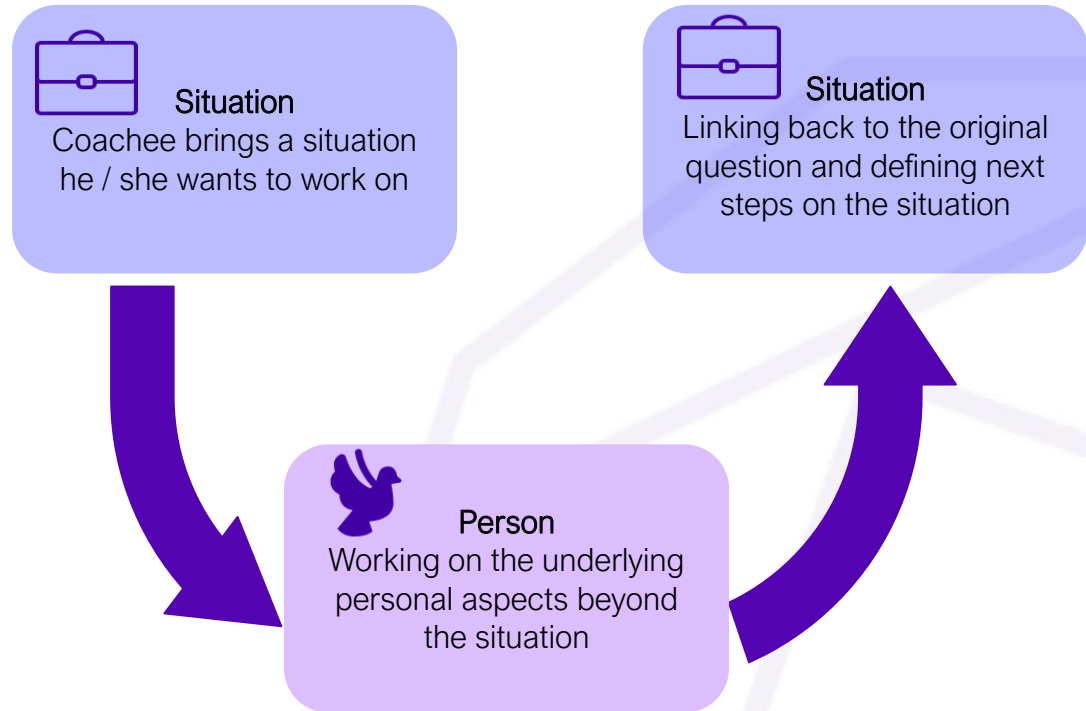 Situation
Coachee brings a situation
he / she wants to work on
Situation
Linking back to the original
question and defining next
steps on the situation
Person
Working on the underlying
personal aspects beyond
the situation